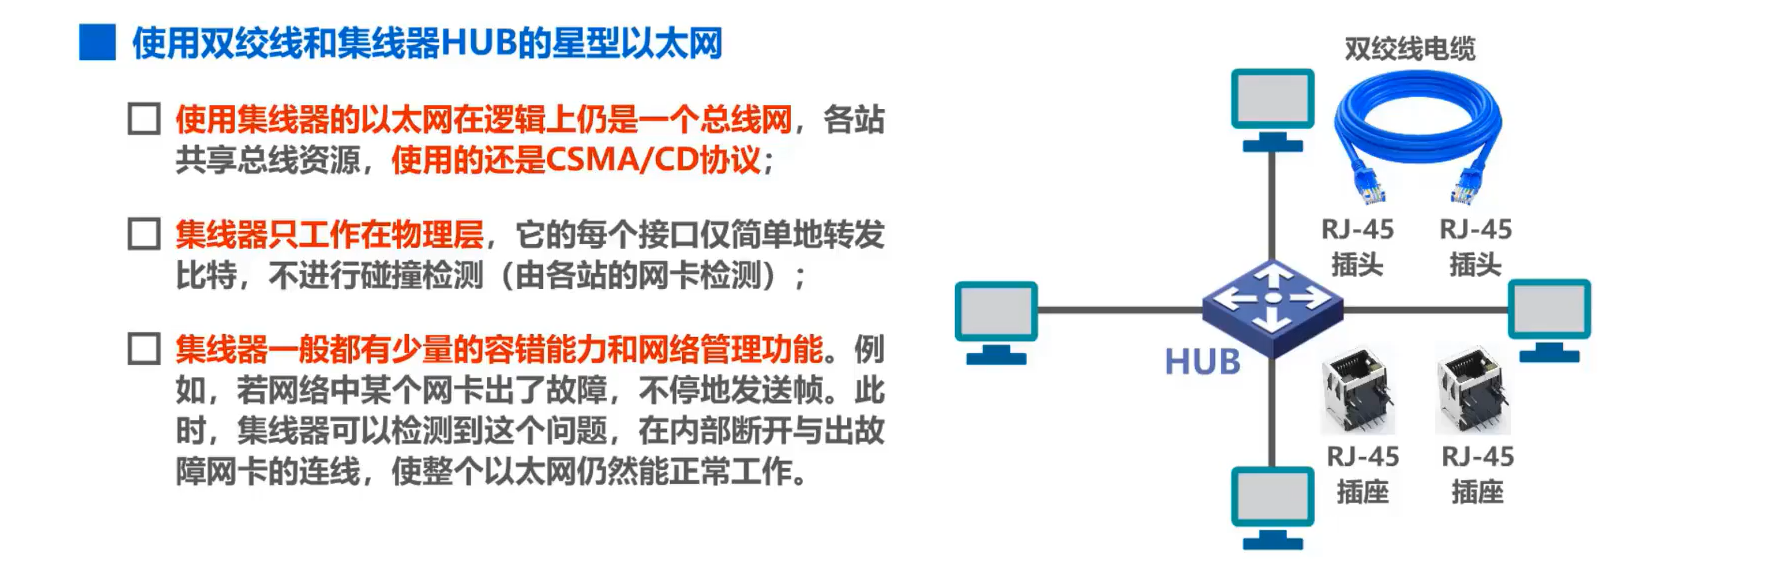 使用双绞线和集线器HUB的星型以太网
使用集线器的以太网在逻辑上仍是一个总线网，各站
共享总线资源，使用的还是CSMA/CD协议；
集线器只工作在物理层，它的每个接口仅简单地转发
比特，不进行碰撞检测（由各站的网卡检测）；
集线器一般都有少量的容错能力和网络管理功能。例
如，若网络中某个网卡出了故障，不停地发送帧。此
时，集线器可以检测到这个问题，在内部断开与出故
障网卡的连线，使整个以太网仍然能正常工作。
双绞线电缆
RJ-45 RJ-45
插头 插头
HUB
RJ-45 RJ-45
插座 插座